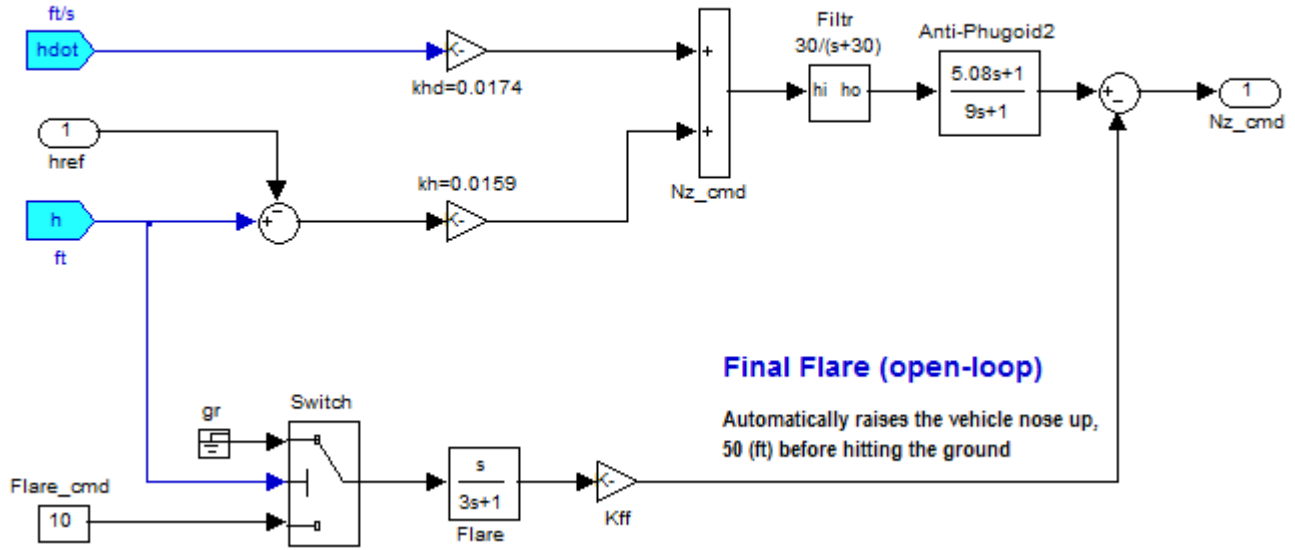 ft/s
hdot
K-
khd=0.0174
1
href
h
ft
+
−
kh=0.0159
K-
+
+
Nz_cmd
Filtr
30/(s+30)
hi ho
Anti-Phugoid2
5.08s+1
9s+1
+
−
1
Nz_cmd
Final Flare (open-loop)
Automatically raises the vehicle nose up,
50 (ft) before hitting the ground
gr
Switch
Flare_cmd
10
s
3s+1
Flare
K-
Kff